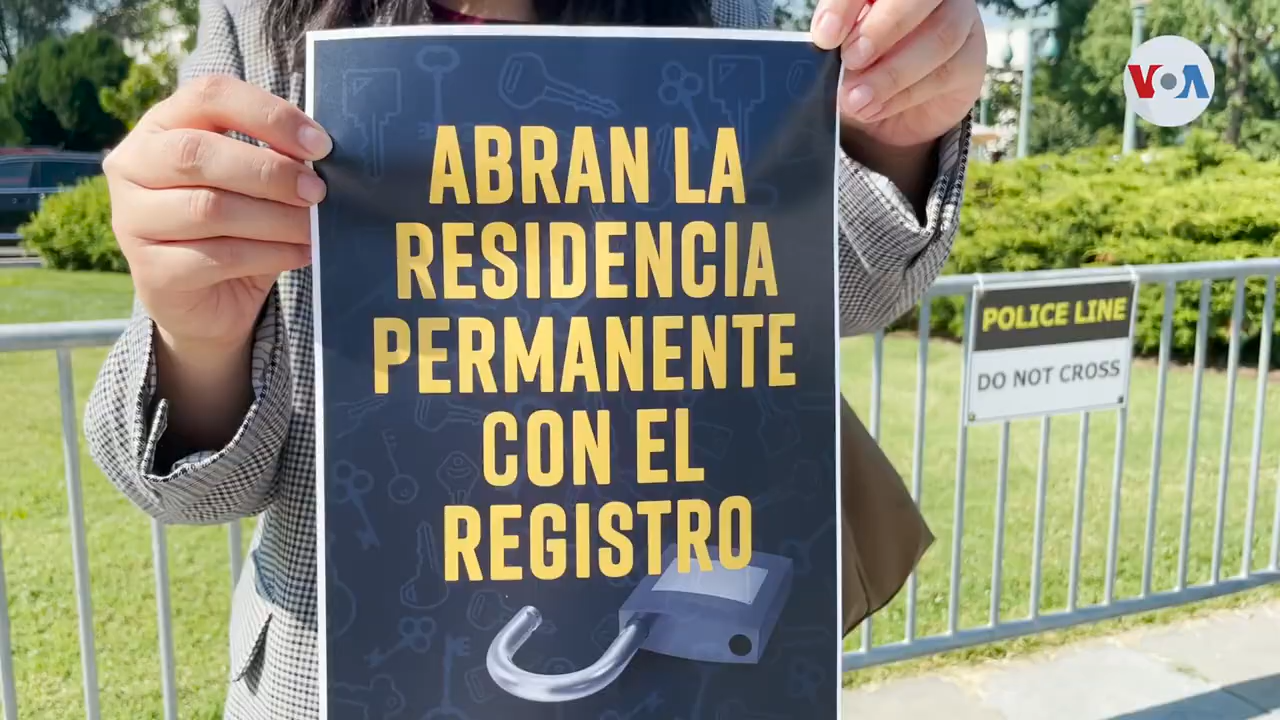 VOA
ABRAN LA
RESIDENCIA
PERMANENTE
CON EL
REGISTRO
POLICE LINE
DO NOT CROSS